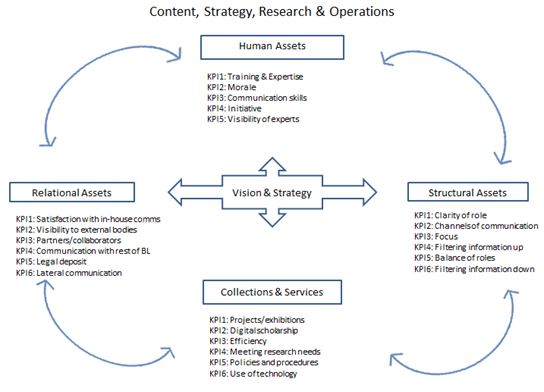 Content, Strategy, Research & Operations
Human Assets
KPI1: Training & Expertise
KPI2: Morale
KPI3: Communication skills
KPI4: Initiative
KPI5: Visibility of experts
Relational Assets
KPI1: Satisfaction with in-house comms
KPI2: Visibility to external bodies
KPI3: Partners/collaborators
KPI4: Communication with rest of BL
KPI5: Legal deposit
KPI6: Lateral communication
Vision & Strategy
Structural Assets
KPI1: Clarity of role
KPI2: Channels of communication
KPI3: Focus
KPI4: Filtering information up
KPI5: Balance of roles
KPI6: Filtering information down
Collections & Services
KPI1: Projects/exhibitions
KPI2: Digital scholarship
KPI3: Efficiency
KPI4: Meeting research needs
KPI5: Policies and procedures
KPI6: Use of technology